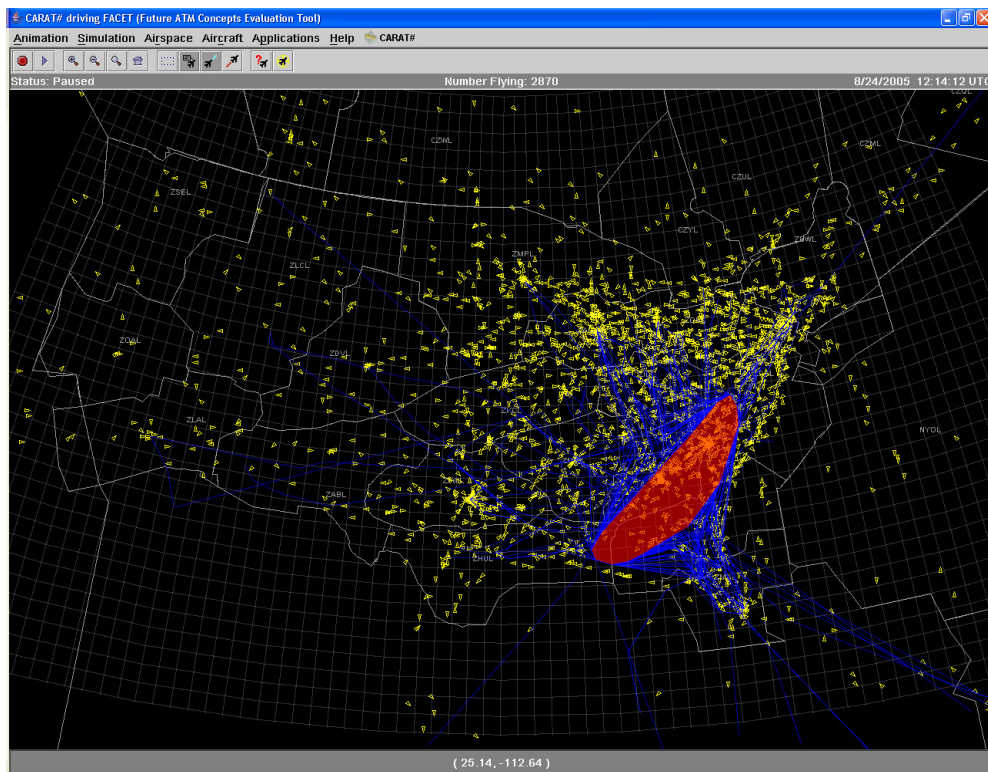 CARAT# driving FACET (Future ATM Concepts Evaluation Tool)
Animation Simulation Airspace Aircraft Applications Help CARAT#
Status: Paused Number Flying: 2870 8/24/2005 12:14:12 UTC
CZQL
CZWL
CZML
CZUL
ZSEL
CZYL
ZBWL
ZMPL
ZLCL
ZOAL
ZDVL
ZLAL
NYOL
ZABL
ZHUL
( 25.14, -112.64 )